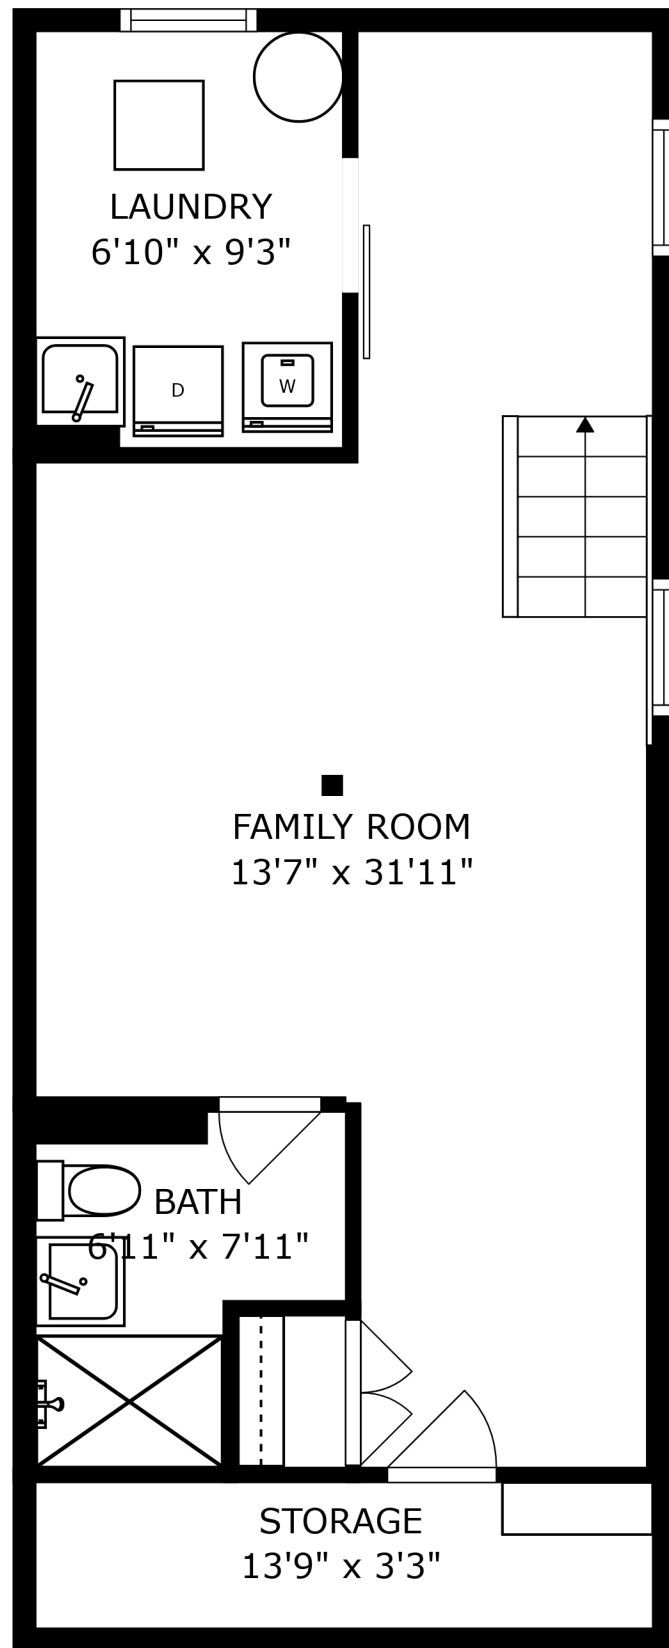 LAUNDRY
6'10" x 9'3"
D
W
FAMILY ROOM
13'7" x 31'11"
BATH
6'11" x 7'11"
STORAGE
13'9" x 3'3"